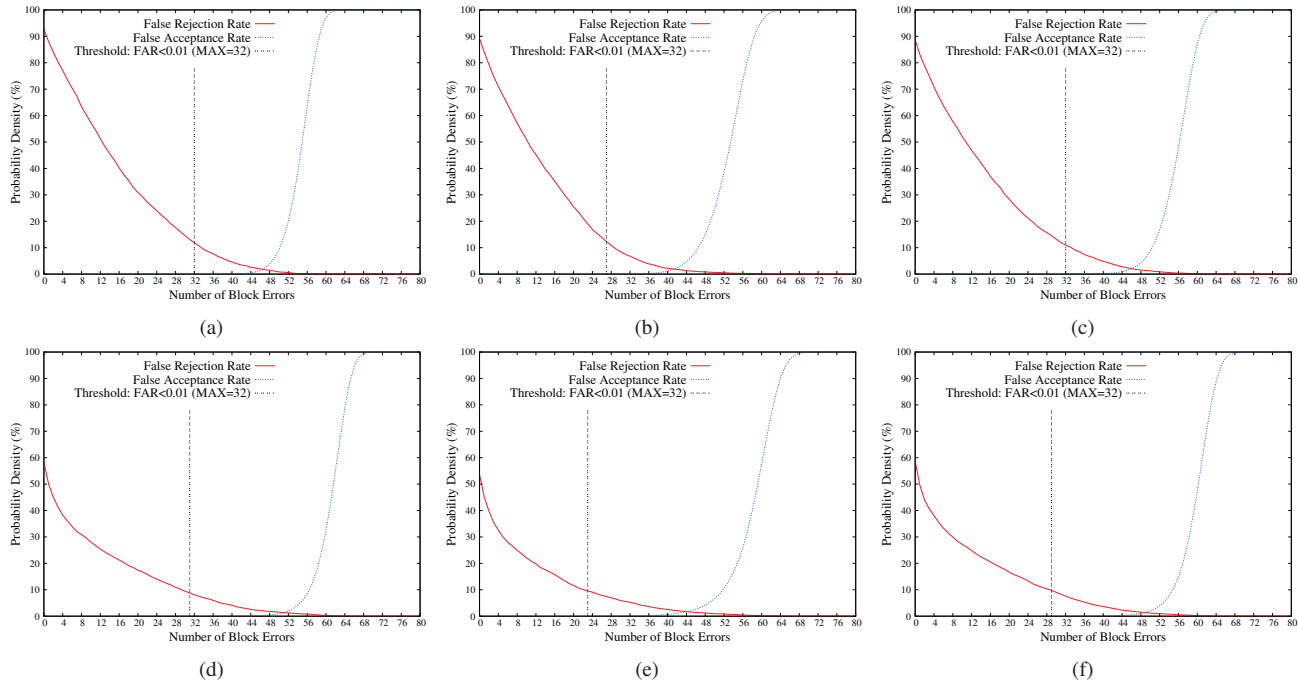 False Rejection Rate
False Acceptance Rate
Threshold: FAR<0.01 (MAX=32)
Probability Density (%)
100
90
80
70
60
50
40
30
20
10
0
0 4 8 12 16 20 24 28 32 36 40 44 48 52 56 60 64 68 72 76 80
Number of Block Errors
(a)
False Rejection Rate
False Acceptance Rate
Threshold: FAR<0.01 (MAX=32)
Probability Density (%)
100
90
80
70
60
50
40
30
20
10
0
0 4 8 12 16 20 24 28 32 36 40 44 48 52 56 60 64 68 72 76 80
Number of Block Errors
(b)
False Rejection Rate
False Acceptance Rate
Threshold: FAR<0.01 (MAX=32)
Probability Density (%)
100
90
80
70
60
50
40
30
20
10
0
0 4 8 12 16 20 24 28 32 36 40 44 48 52 56 60 64 68 72 76 80
Number of Block Errors
(c)
False Rejection Rate
False Acceptance Rate
Threshold: FAR<0.01 (MAX=32)
Probability Density (%)
100
90
80
70
60
50
40
30
20
10
0
0 4 8 12 16 20 24 28 32 36 40 44 48 52 56 60 64 68 72 76 80
Number of Block Errors
(d)
False Rejection Rate
False Acceptance Rate
Threshold: FAR<0.01 (MAX=32)
Probability Density (%)
100
90
80
70
60
50
40
30
20
10
0
0 4 8 12 16 20 24 28 32 36 40 44 48 52 56 60 64 68 72 76 80
Number of Block Errors
(e)
False Rejection Rate
False Acceptance Rate
Threshold: FAR<0.01 (MAX=32)
Probability Density (%)
100
90
80
70
60
50
40
30
20
10
0
0 4 8 12 16 20 24 28 32 36 40 44 48 52 56 60 64 68 72 76 80
Number of Block Errors
(f)